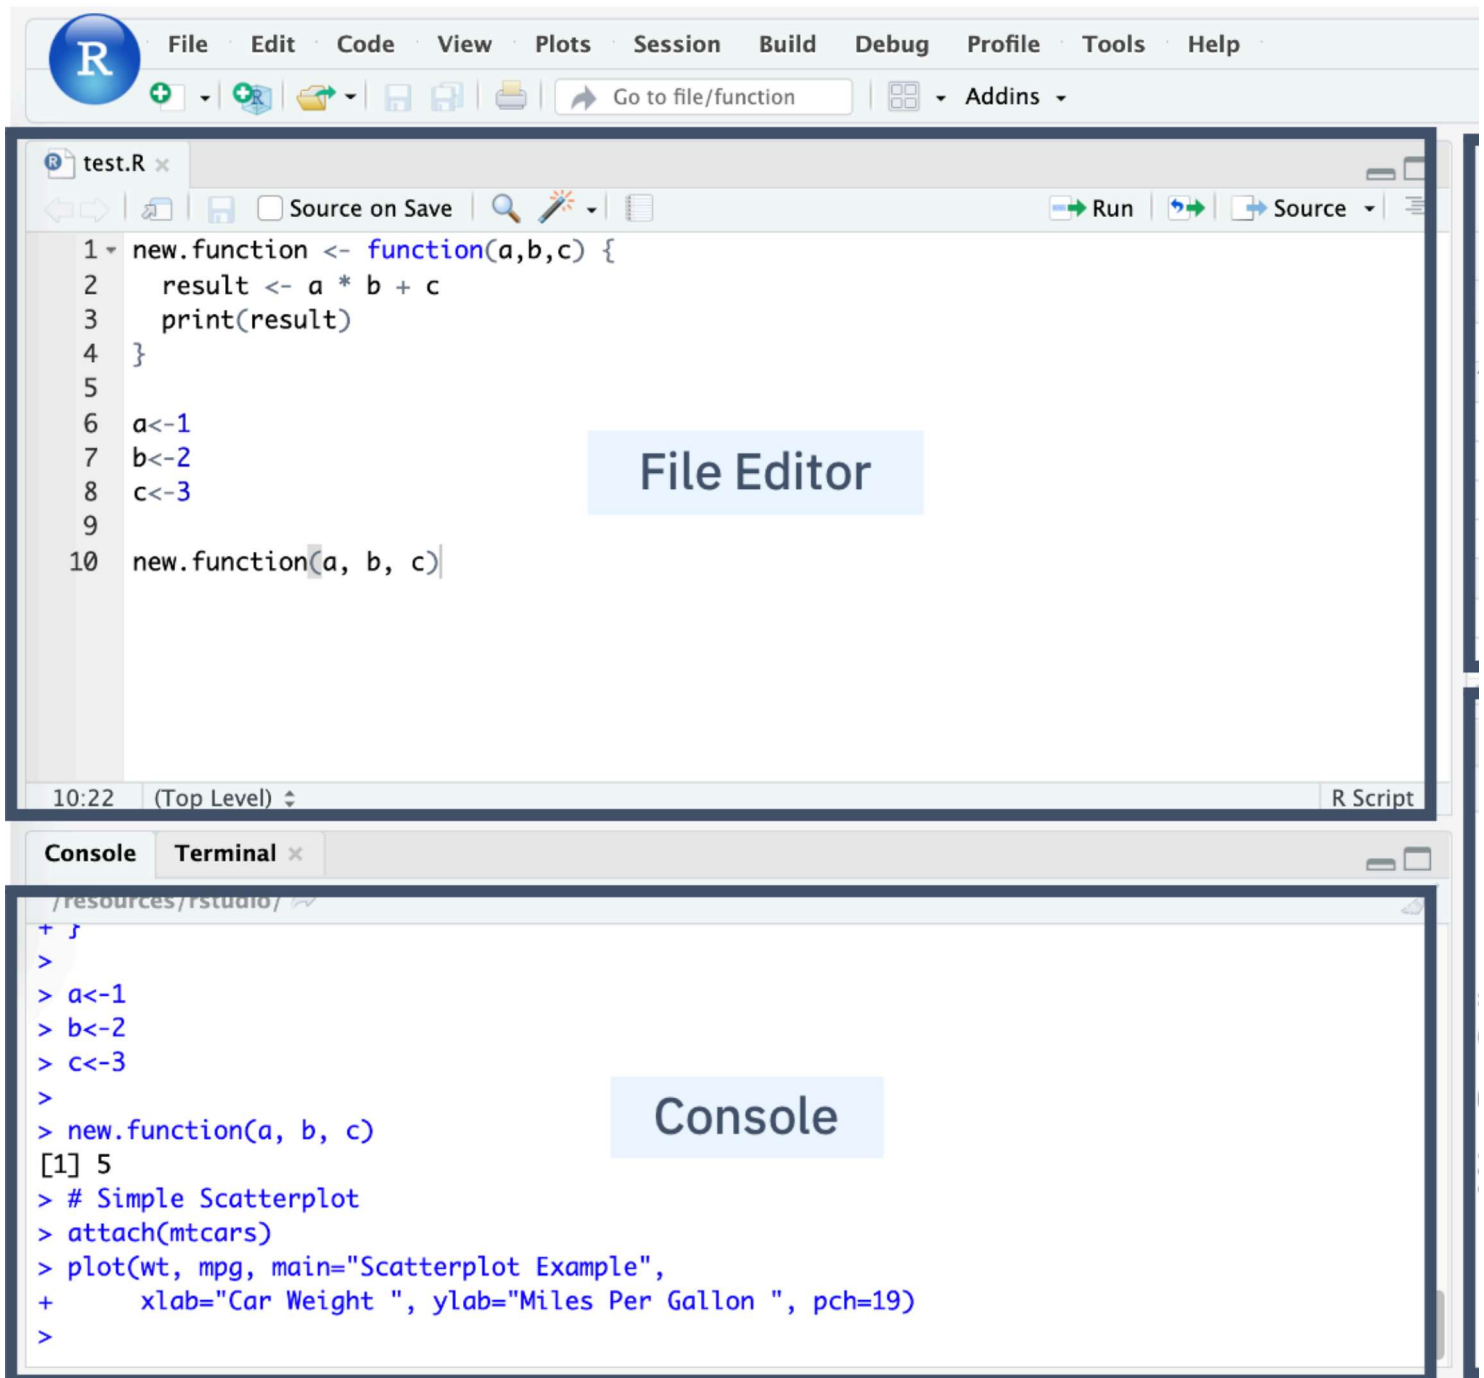 R
File Edit Code View Plots Session Build Debug Profile Tools Help
R Go to file/function Addins
R test.R
Source on Save Run Source
1 new.function <- function(a,b,c) {
2 result <- a * b + c
3 print(result)
4 }
5
6 a<-1
7 b<-2
8 c<-3
9
10 new.function(a, b, c)
File Editor
10:22 (Top Level) R Script
Console Terminal
/resources/rstudio/
+ }
>
> a<-1
> b<-2
> c<-3
>
> new.function(a, b, c)
[1] 5
> # Simple Scatterplot
> attach(mtcars)
> plot(wt, mpg, main="Scatterplot Example",
+ xlab="Car Weight ", ylab="Miles Per Gallon ", pch=19)
>
Console